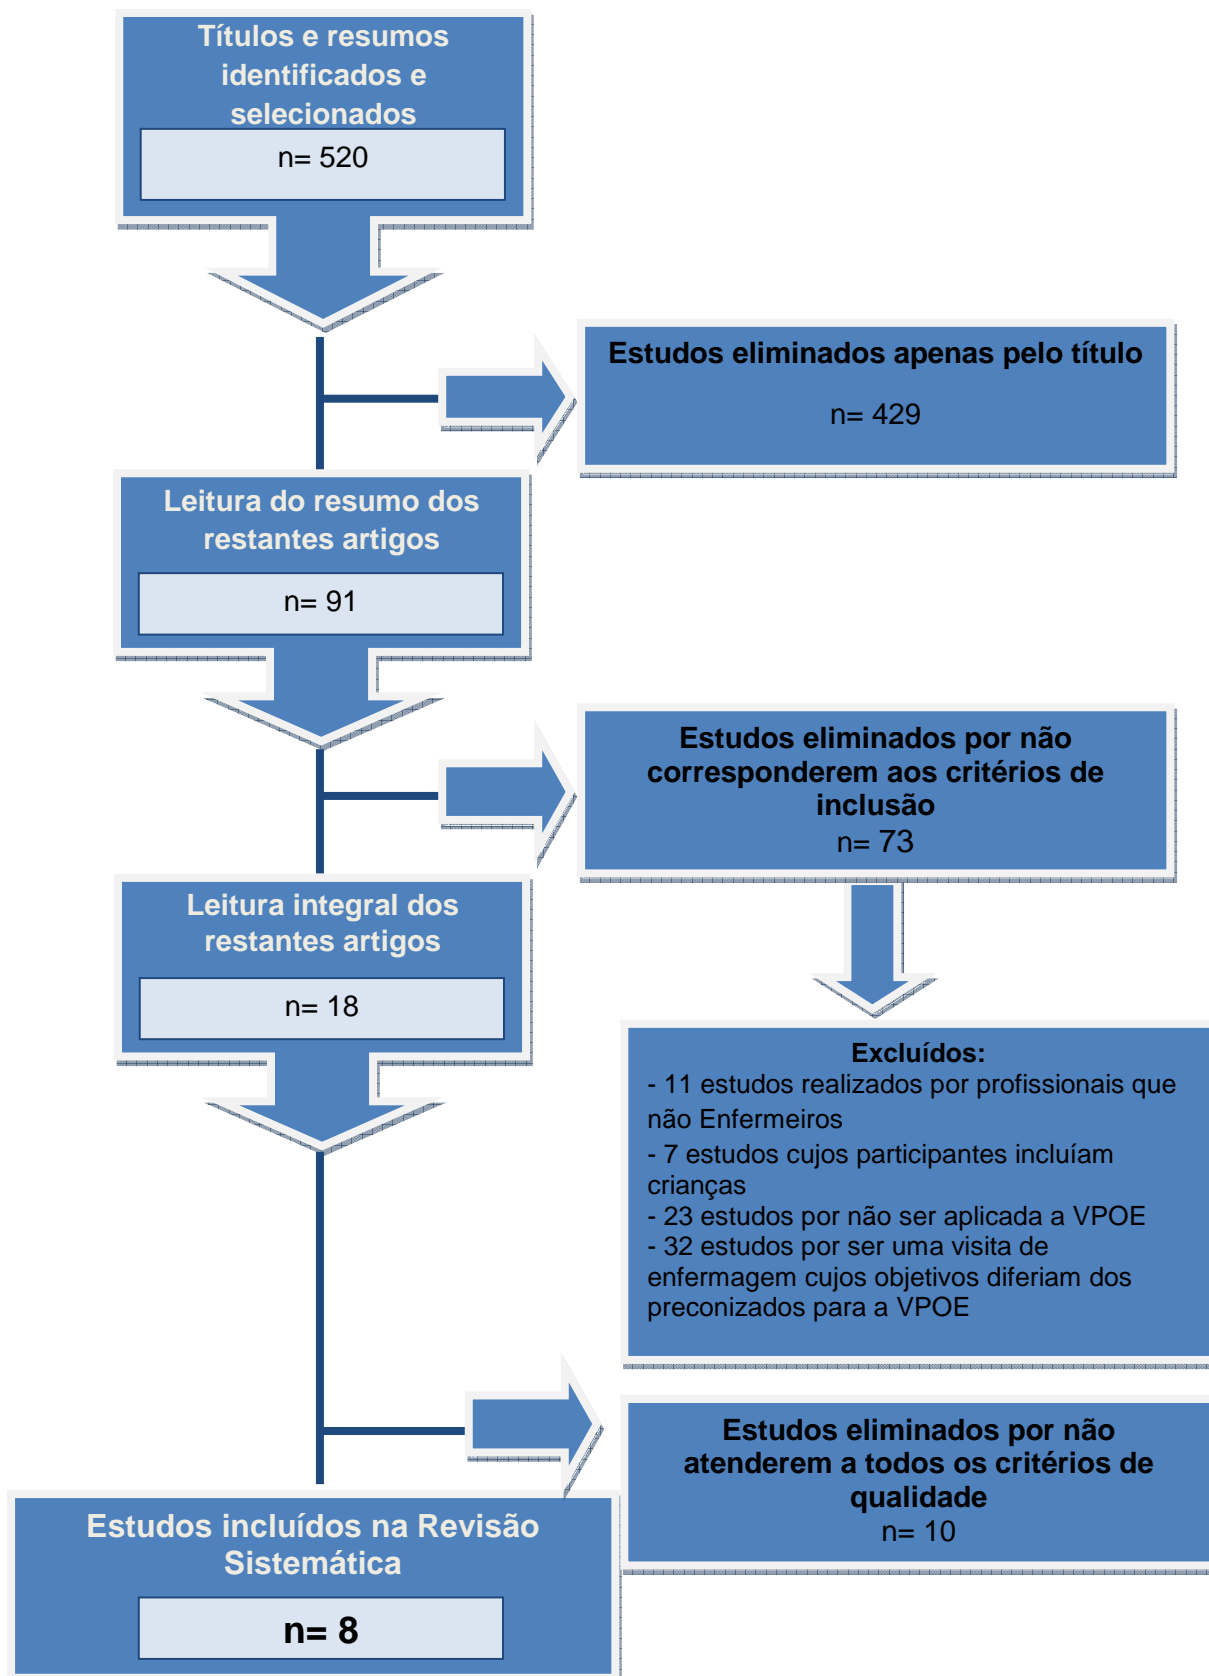 Títulos e resumos
identificados e
selecionados
n= 520
Estudos eliminados apenas pelo título
n= 429
Leitura do resumo dos
restantes artigos
n= 91
Estudos eliminados por não
corresponderem aos critérios de
inclusão
n= 73
Leitura integral dos
restantes artigos
n= 18
Excluídos:
- 11 estudos realizados por profissionais que
não Enfermeiros
- 7 estudos cujos participantes incluíam
crianças
- 23 estudos por não ser aplicada a VPOE
- 32 estudos por ser uma visita de
enfermagem cujos objetivos diferiam dos
preconizados para a VPOE
Estudos eliminados por não
atenderem a todos os critérios de
qualidade
n= 10
Estudos incluídos na Revisão
Sistemática
n= 8